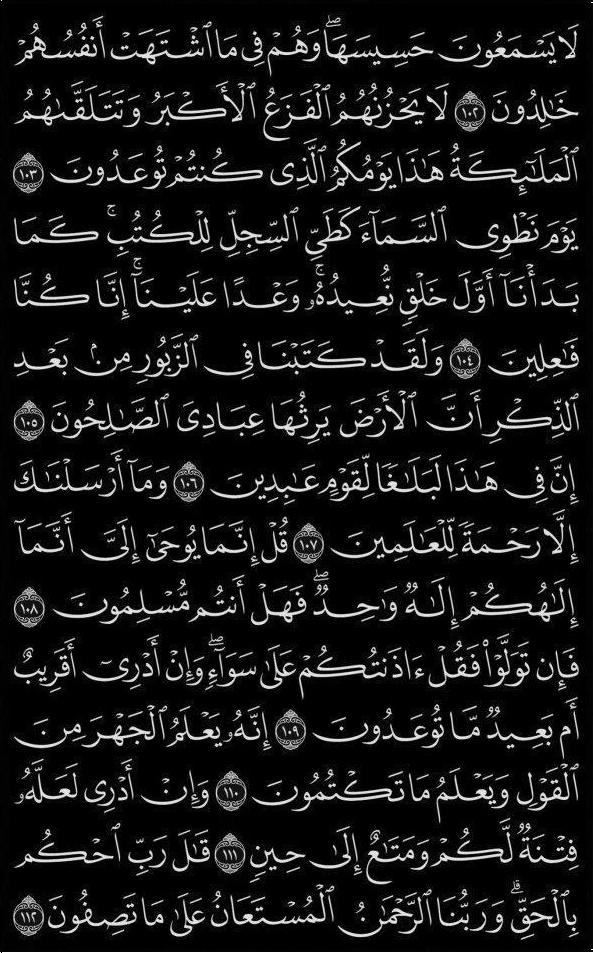 لَا يَسْمَعُونَ حَسِيسَهَا ۖ وَهُمْ فِى مَا ٱشْتَهَتْ أَنفُسُهُمْ
خَـٰلِدُونَ ١٠٢ لَا يَحْزُنُهُمُ ٱلْفَزَعُ ٱلْأَكْبَرُ وَتَتَلَقَّىٰهُمُ
ٱلْمَلَـٰٓئِكَةُ هَـٰذَا يَوْمُكُمُ ٱلَّذِى كُنتُمْ تُوعَدُونَ ١٠٣
يَوْمَ نَطْوِى ٱلسَّمَآءَ كَطَىِّ ٱلسِّجِلِّ لِلْكُتُبِ ۚ كَمَا
بَدَأْنَآ أَوَّلَ خَلْقٍ نُّعِيدُهُۥ ۚ وَعْدًا عَلَيْنَآ ۚ إِنَّا كُنَّا
فَـٰعِلِينَ ١٠٤ وَلَقَدْ كَتَبْنَا فِى ٱلزَّبُورِ مِنۢ بَعْدِ
ٱلذِّكْرِ أَنَّ ٱلْأَرْضَ يَرِثُهَا عِبَادِىَ ٱلصَّـٰلِحُونَ ١٠٥
إِنَّ فِى هَـٰذَا لَبَلَـٰغًا لِّقَوْمٍ عَـٰبِدِينَ ١٠٦ وَمَآ أَرْسَلْنَـٰكَ
إِلَّا رَحْمَةً لِّلْعَـٰلَمِينَ ١٠٧ قُلْ إِنَّمَا يُوحَىٰٓ إِلَىَّ أَنَّمَآ
إِلَـٰهُكُمْ إِلَـٰهٌ وَٰحِدٌ ۖ فَهَلْ أَنتُم مُّسْلِمُونَ ١٠٨
فَإِن تَوَلَّوْا۟ فَقُلْ ءَاذَنتُكُمْ عَلَىٰ سَوَآءٍ ۖ وَإِنْ أَدْرِىٓ أَقَرِيبٌ
أَم بَعِيدٌ مَّا تُوعَدُونَ ١٠٩ إِنَّهُۥ يَعْلَمُ ٱلْجَهْرَ مِنَ
ٱلْقَوْلِ وَيَعْلَمُ مَا تَكْتُمُونَ ١١٠ وَإِنْ أَدْرِى لَعَلَّهُۥ
فِتْنَةٌ لَّكُمْ وَمَتَـٰعٌ إِلَىٰ حِينٍ ١١١ قَـٰلَ رَبِّ ٱحْكُم
بِٱلْحَقِّ ۗ وَرَبُّنَا ٱلرَّحْمَـٰنُ ٱلْمُسْتَعَانُ عَلَىٰ مَا تَصِفُونَ ١١٢